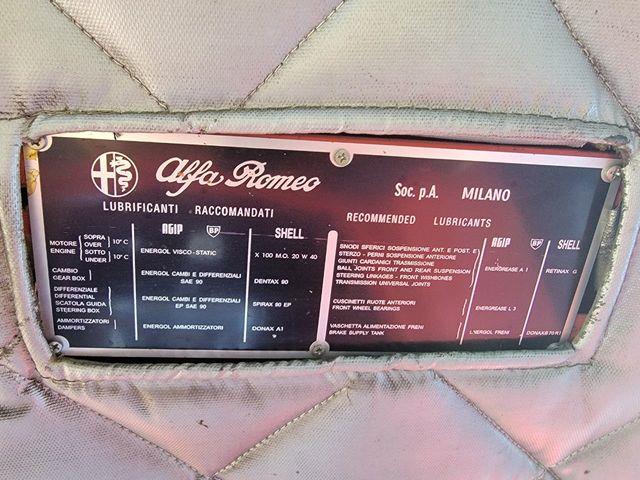 Alfa Romeo
Soc. p.A. MILANO
LUBRIFICANTI RACCOMANDATI
RECOMMENDED LUBRICANTS
AGIP BP SHELL
MOTORE SOPRA 10° C
ENGINE OVER
SOTTO 10° C
UNDER
ENERGOL VISCO-STATIC
X 100 M.O. 20 W 40
CAMBIO
GEAR BOX
ENERGOL CAMBI E DIFFERENZIALI
SAE 90
DENTAX 90
DIFFERENZIALE
DIFFERENTIAL
SCATOLA GUIDA
STEERING BOX
ENERGOL CAMBI E DIFFERENZIALI
EP SAE 90
SPIRAX 90 EP
AMMORTIZZATORI
DAMPERS
ENERGOL AMMORTIZZATORI
DONAX A1
AGIP BP SHELL
SNODI SFERICI SOSPENSIONE ANT. E POST. E
STERZO - PERNI SOSPENSIONE ANTERIORE
GIUNTI CARDANICI TRASMISSIONE
BALL JOINTS FRONT AND REAR SUSPENSION
STEERING LINKAGES - FRONT WISHBONES
TRANSMISSION UNIVERSAL JOINTS
ENERGREASE A 1
RETINAX G
CUSCINETTI RUOTE ANTERIORI
FRONT WHEEL BEARINGS
ENERGREASE L 3
VASCHETTA ALIMENTAZIONE FRENI
BRAKE SUPPLY TANK
DONAX B 70 R1